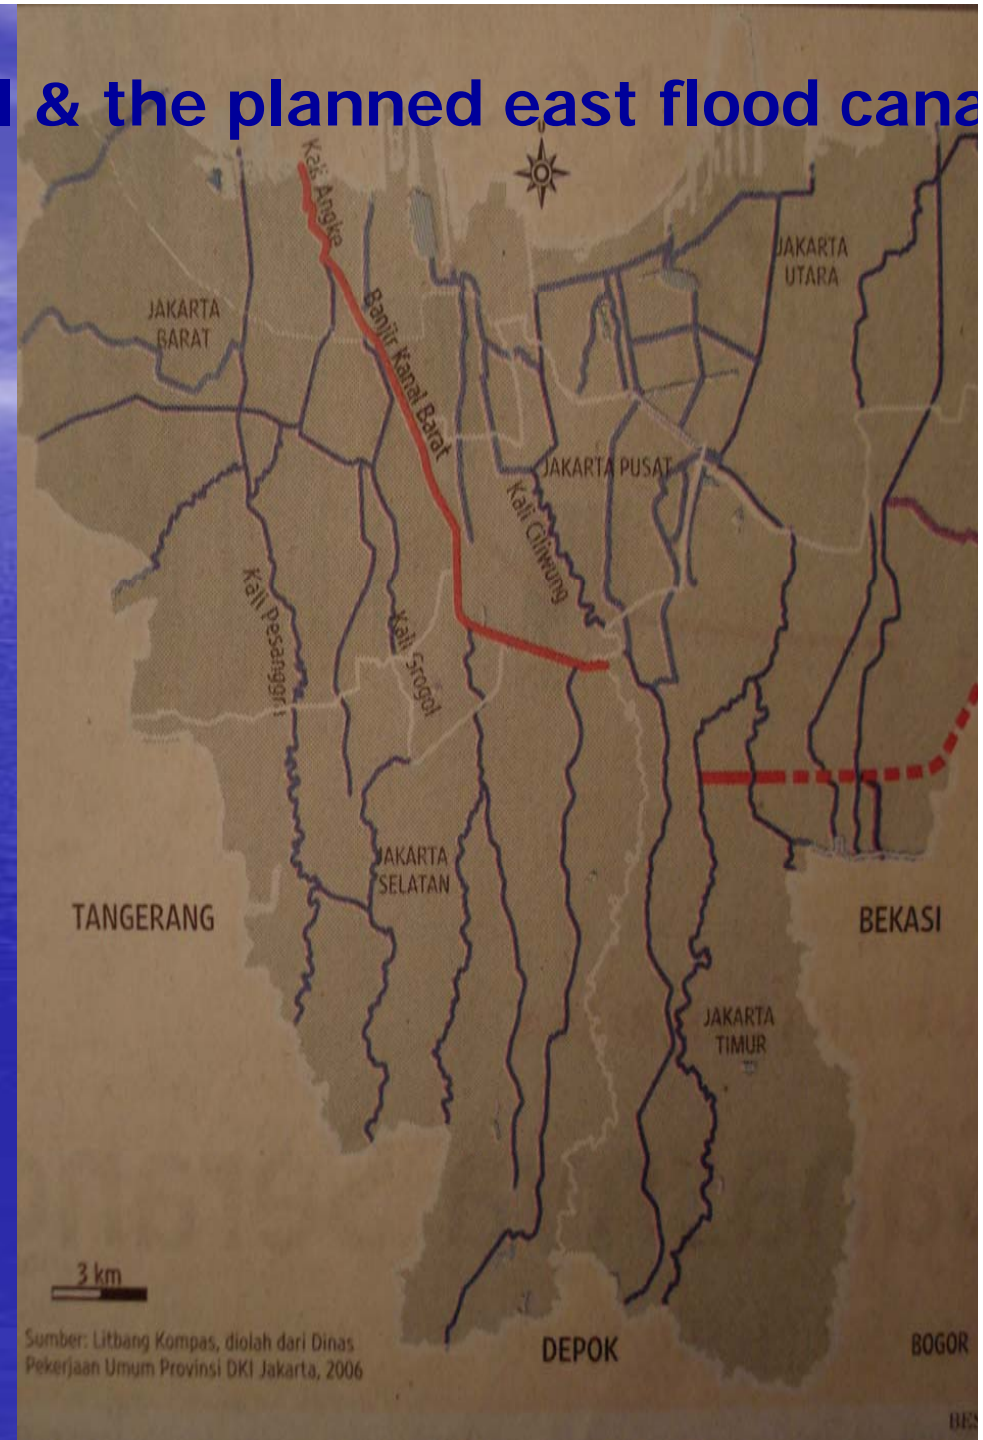 & the planned east flood cana
Kali Angke
JAKARTA
UTARA
JAKARTA
BARAT
Banjir Kanal Barat
JAKARTA PUSAT
Kali Ciliwung
Kali Pesanggra
Kali Grogol
JAKARTA
SELATAN
TANGERANG
BEKASI
JAKARTA
TIMUR
3 km
Sumber: Litbang Kompas, diolah dari Dinas
Pekerjaan Umum Provinsi DKI Jakarta, 2006
DEPOK
BOGOR
BES